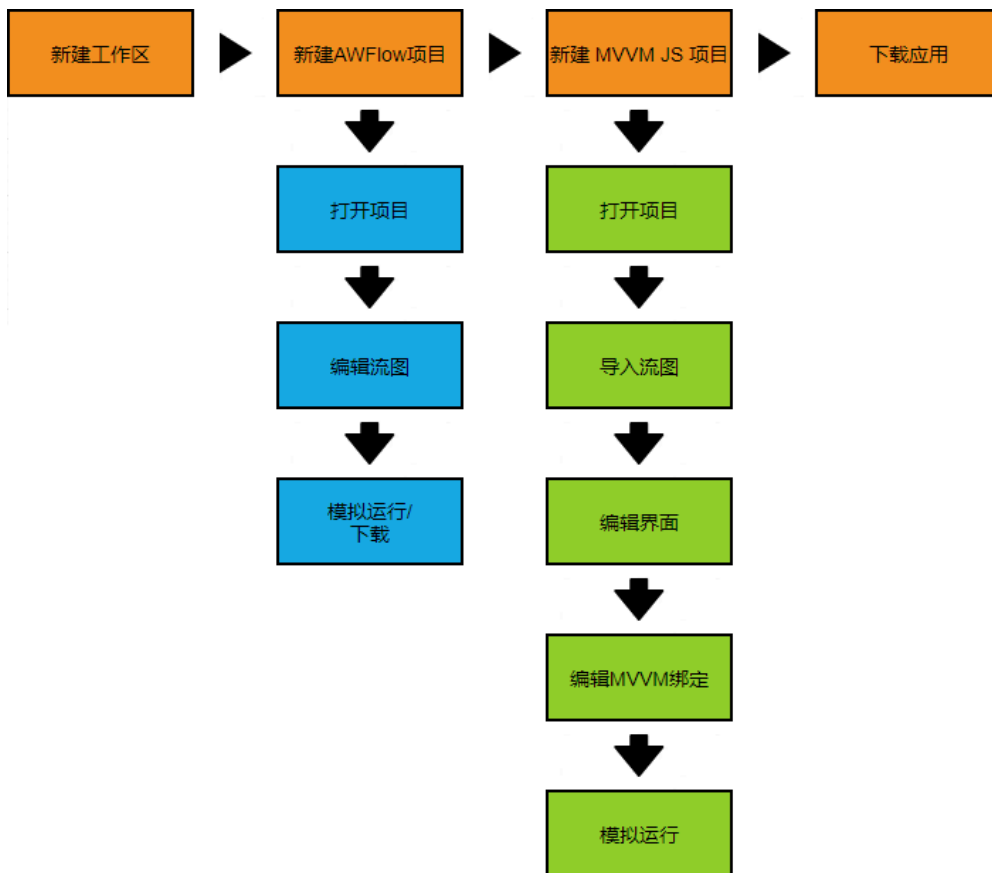 新建工作区
新建AWFlow项目
新建 MVVM JS 项目
下载应用
打开项目
打开项目
编辑流图
导入流图
模拟运行/
下载
编辑界面
编辑MVVM绑定
模拟运行